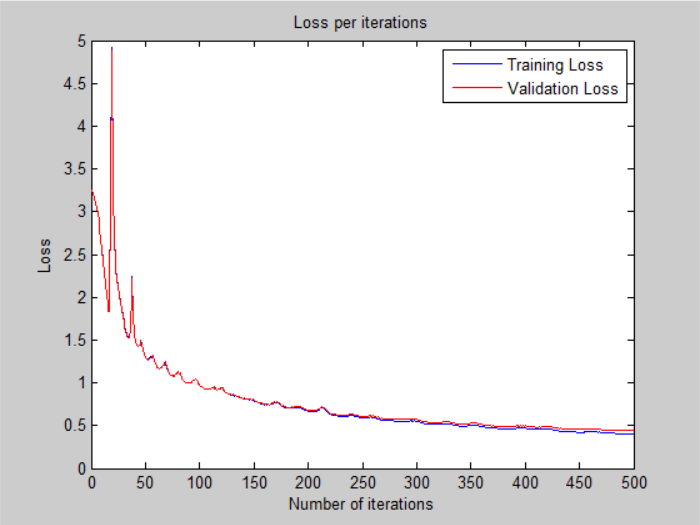 Loss per iterations
Training Loss
Validation Loss
5
4.5
4
3.5
3
2.5
2
1.5
1
0.5
0
Loss
0 50 100 150 200 250 300 350 400 450 500
Number of iterations